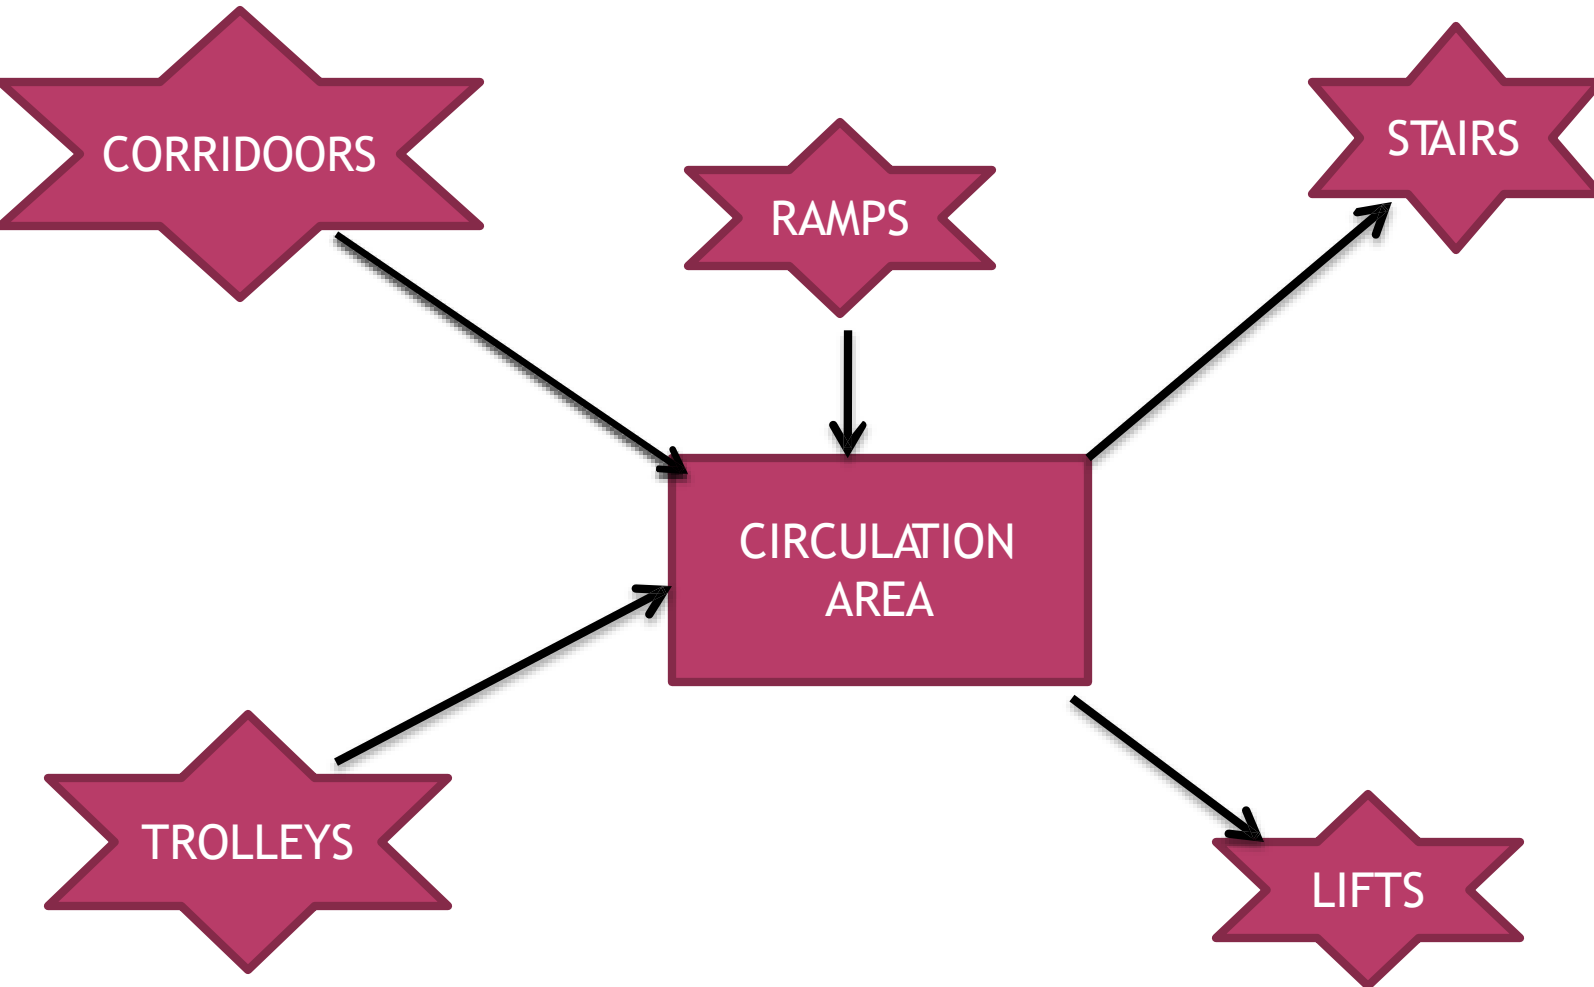 CORRIDOORS
RAMPS
STAIRS
CIRCULATION
AREA
TROLLEYS
LIFTS